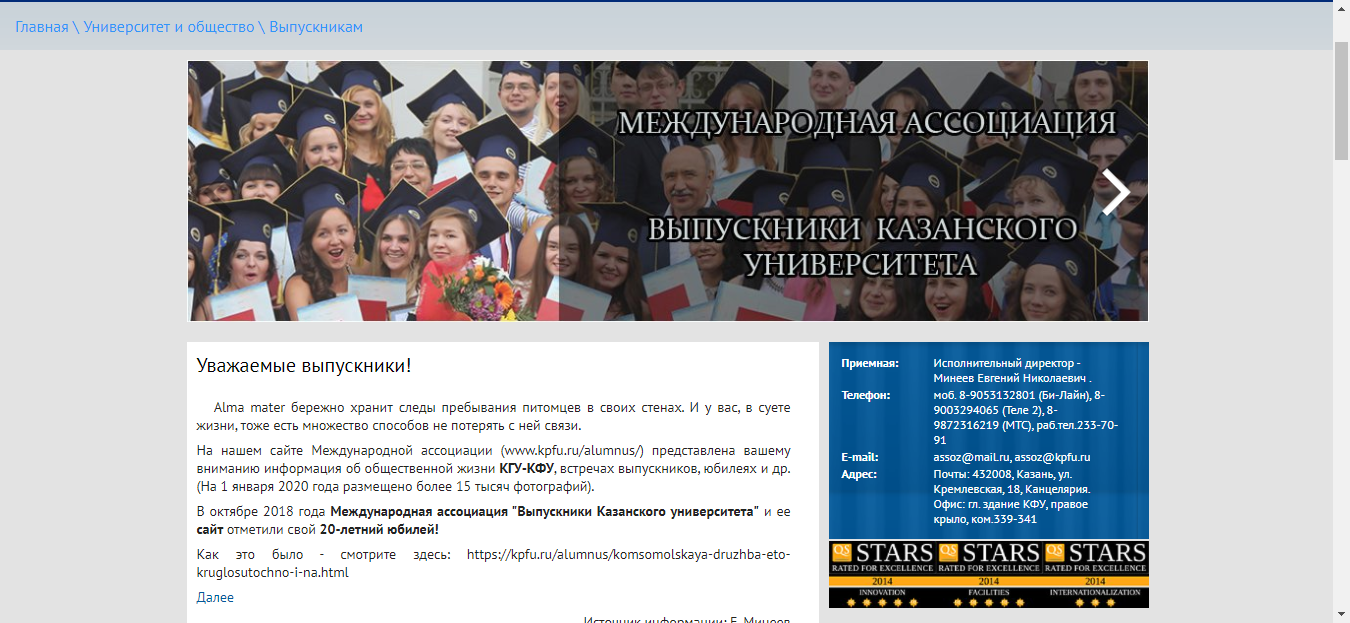 Главная \ Университет и общество \ Выпускникам
МЕЖДУНАРОДНАЯ АССОЦИАЦИЯ
ВЫПУСКНИКИ КАЗАНСКОГО
УНИВЕРСИТЕТА
Уважаемые выпускники!
Alma mater бережно хранит следы пребывания питомцев в своих стенах. И у вас, в суете
жизни, тоже есть множество способов не потерять с ней связи.
На нашем сайте Международной ассоциации (www.kpfu.ru/alumnus/) представлена вашему
вниманию информация об общественной жизни КГУ-КФУ, встречах выпускников, юбилеях и др.
(На 1 января 2020 года размещено более 15 тысяч фотографий).
В октябре 2018 года Международная ассоциация "Выпускники Казанского университета" и ее
сайт отметили свой 20-летний юбилей!
Как это было - смотрите здесь: https://kpfu.ru/alumnus/komsomolskaya-druzhba-eto-
kruglosutochno-i-na.html
Далее
Источник информации: Е. Минеев
Приемная: Исполнительный директор -
Минеев Евгений Николаевич .
Телефон: моб. 8-9053132801 (Би-Лайн), 8-
9003294065 (Теле 2), 8-
9872316219 (МТС), раб.тел.233-70-
91
E-mail: assoz@mail.ru, assoz@kpfu.ru
Адрес: Почты: 432008, Казань, ул.
Кремлевская, 18, Канцелярия.
Офис: гл. здание КФУ, правое
крыло, ком.339-341
QS STARS QS STARS QS STARS
RATED FOR EXCELLENCE RATED FOR EXCELLENCE RATED FOR EXCELLENCE
2014 2014 2014
INNOVATION FACILITIES INTERNATIONALIZATION